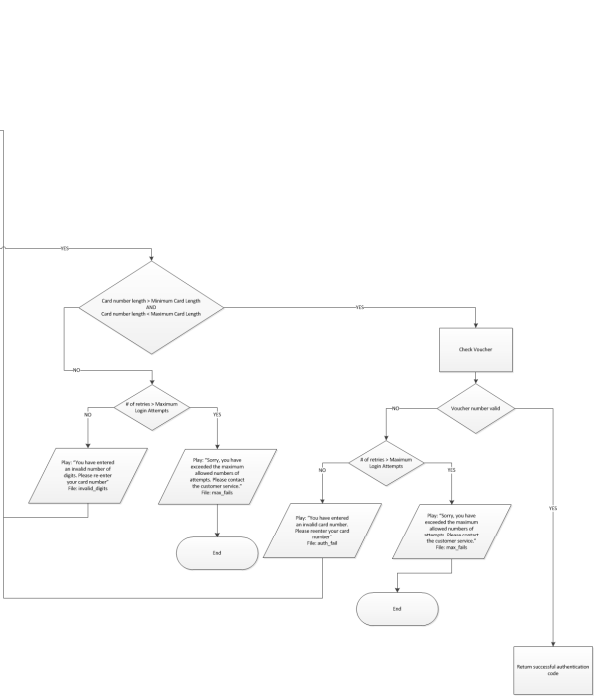 YES
Card number length > Minimum Card Length
AND
Card number length < Maximum Card Length
YES
Check Voucher
NO
# of retries > Maximum
Login Attempts
NO
YES
Voucher number valid
NO
YES
# of retries > Maximum
Login Attempts
NO
YES
Play: "You have entered
an invalid number of
digits. Please re-enter
your card number"
File: invalid_digits
Play: "Sorry, you have
exceeded the maximum
allowed numbers of
attempts. Please contact
the customer service."
File: max_fails
End
Play: "You have entered
an invalid card number.
Please reenter your card
number"
File: auth_fail
Play: "Sorry, you have
exceeded the maximum
allowed numbers of
attempts. Please contact
the customer service."
File: max_fails
End
Return successful authentication
code